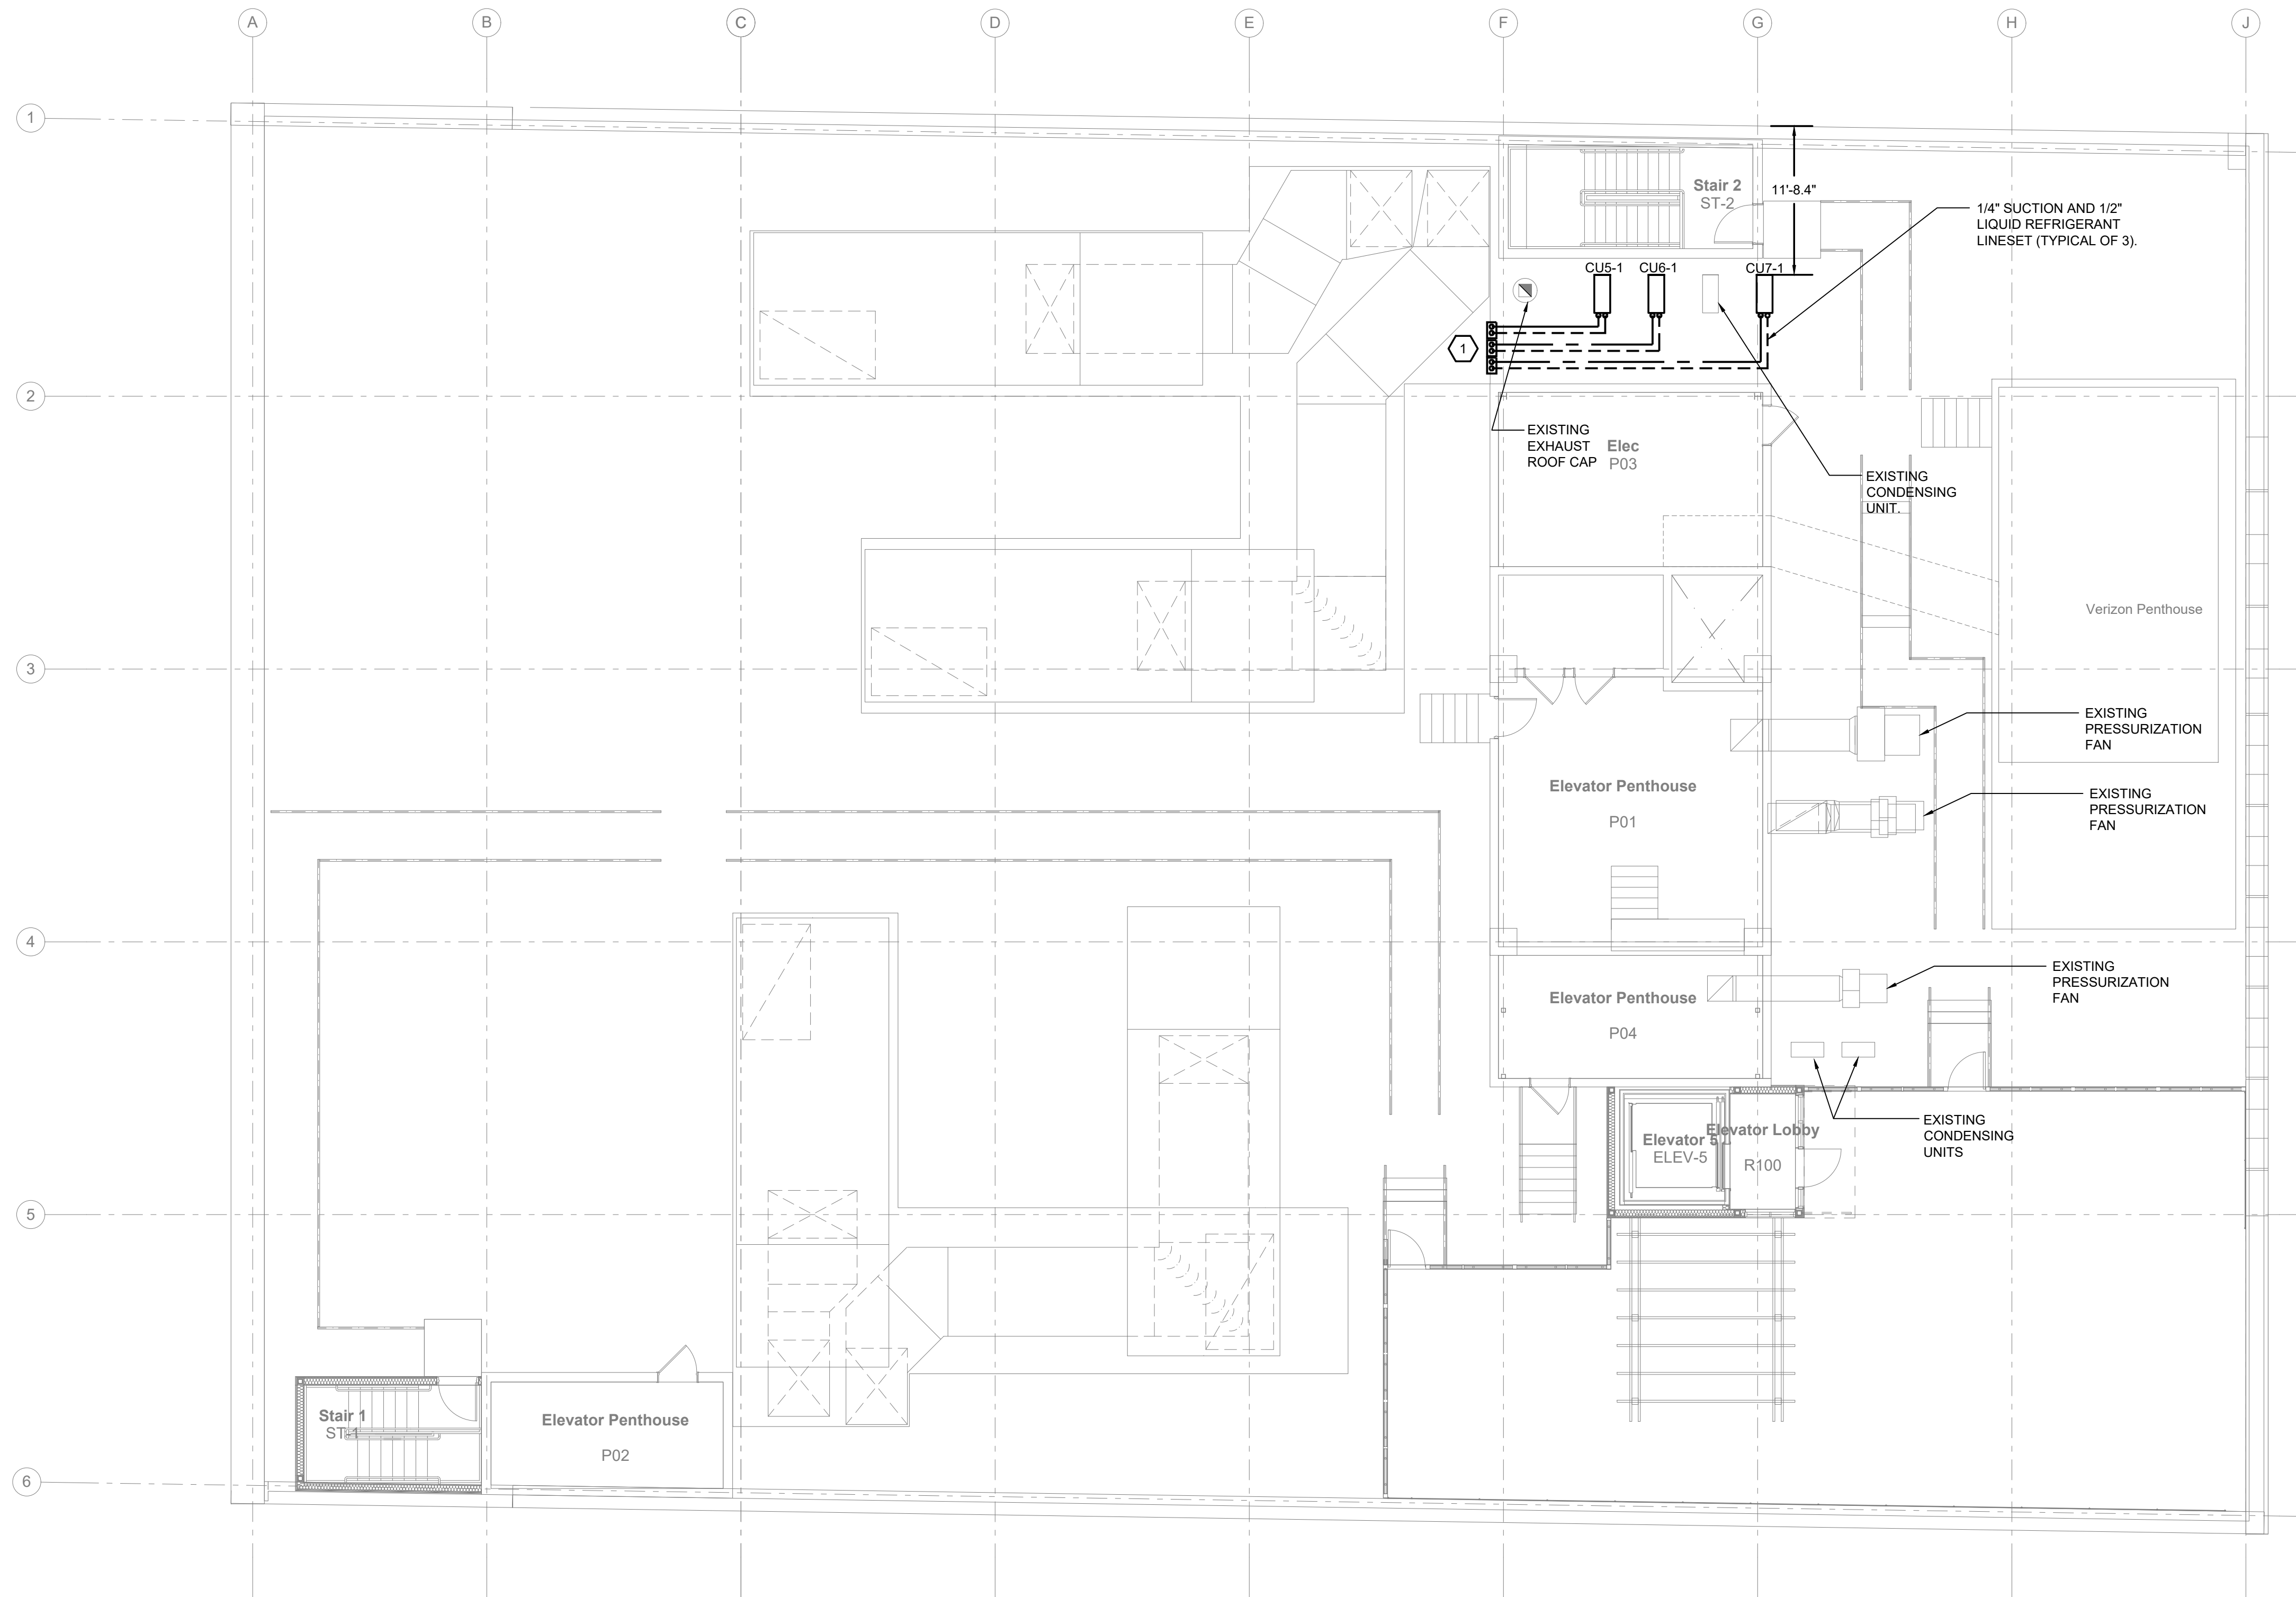 A
B
C
D
E
F
G
H
J
1
Stair 2
ST-2
11'-8.4"
1/4" SUCTION AND 1/2"
LIQUID REFRIGERANT
LINESET (TYPICAL OF 3).
CU5-1
CU6-1
CU7-1
1
2
EXISTING
EXHAUST
ROOF CAP
Elec
P03
EXISTING
CONDENSING
UNIT.
Verizon Penthouse
3
EXISTING
PRESSURIZATION
FAN
Elevator Penthouse
P01
EXISTING
PRESSURIZATION
FAN
4
EXISTING
PRESSURIZATION
FAN
Elevator Penthouse
P04
EXISTING
CONDENSING
UNITS
Elevator 5
ELEV-5
Elevator Lobby
R100
5
Stair 1
ST-1
Elevator Penthouse
P02
6